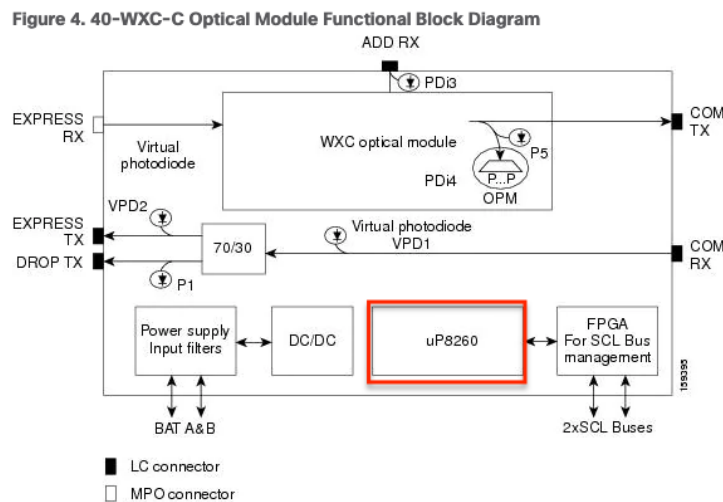 Figure 4. 40-WXC-C Optical Module Functional Block Diagram
ADD RX
PDi3
EXPRESS
RX
COM
TX
Virtual
photodiode
WXC optical module
P5
PDi4
P...P
OPM
VPD2
EXPRESS
TX
70/30
Virtual photodiode
VPD1
COM
RX
DROP TX
P1
Power supply
Input filters
DC/DC
uP8260
FPGA
For SCL Bus
management
159395
BAT A&B
2xSCL Buses
LC connector
MPO connector